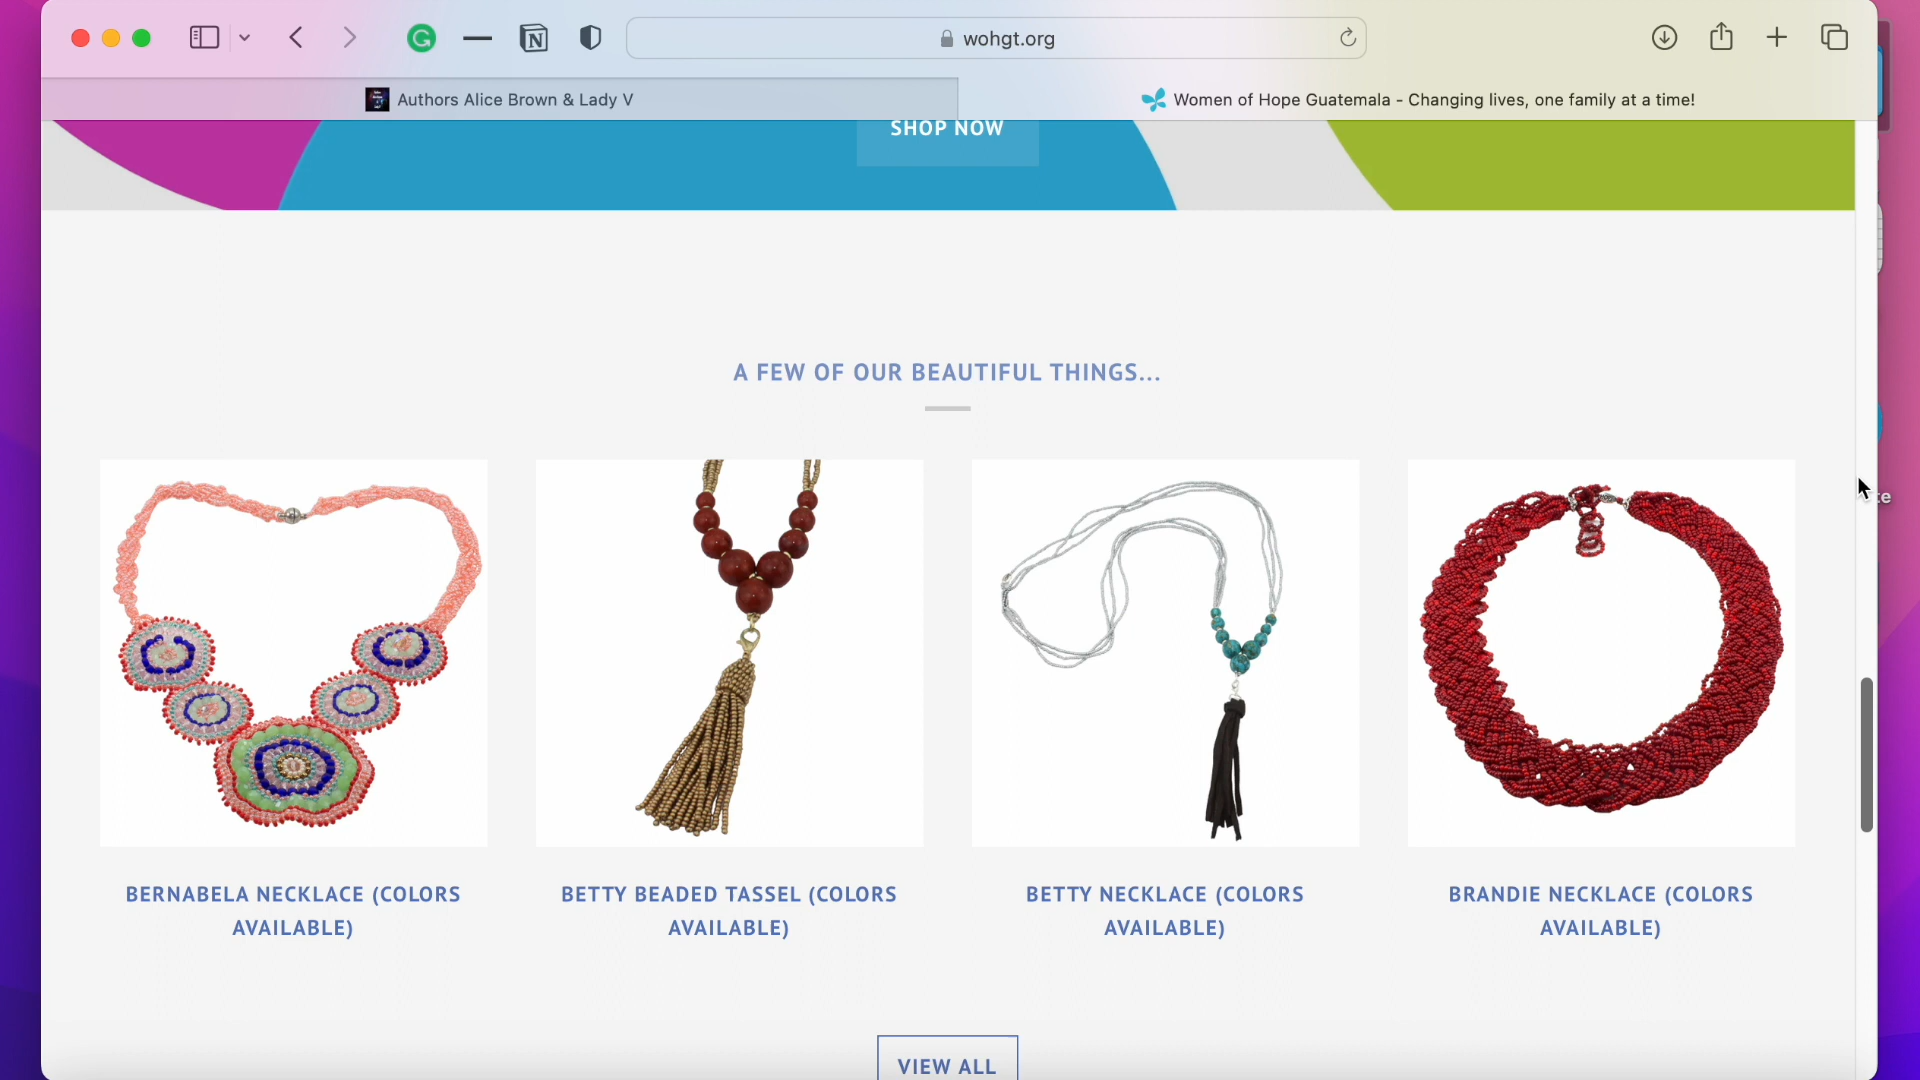 wohgt.org
Authors Alice Brown & Lady V
Women of Hope Guatemala - Changing lives, one family at a time!
SHOP NOW
A FEW OF OUR BEAUTIFUL THINGS...
te
BERNABELA NECKLACE (COLORS
AVAILABLE)
BETTY BEADED TASSEL (COLORS
AVAILABLE)
BETTY NECKLACE (COLORS
AVAILABLE)
BRANDIE NECKLACE (COLORS
AVAILABLE)
VIEW ALL